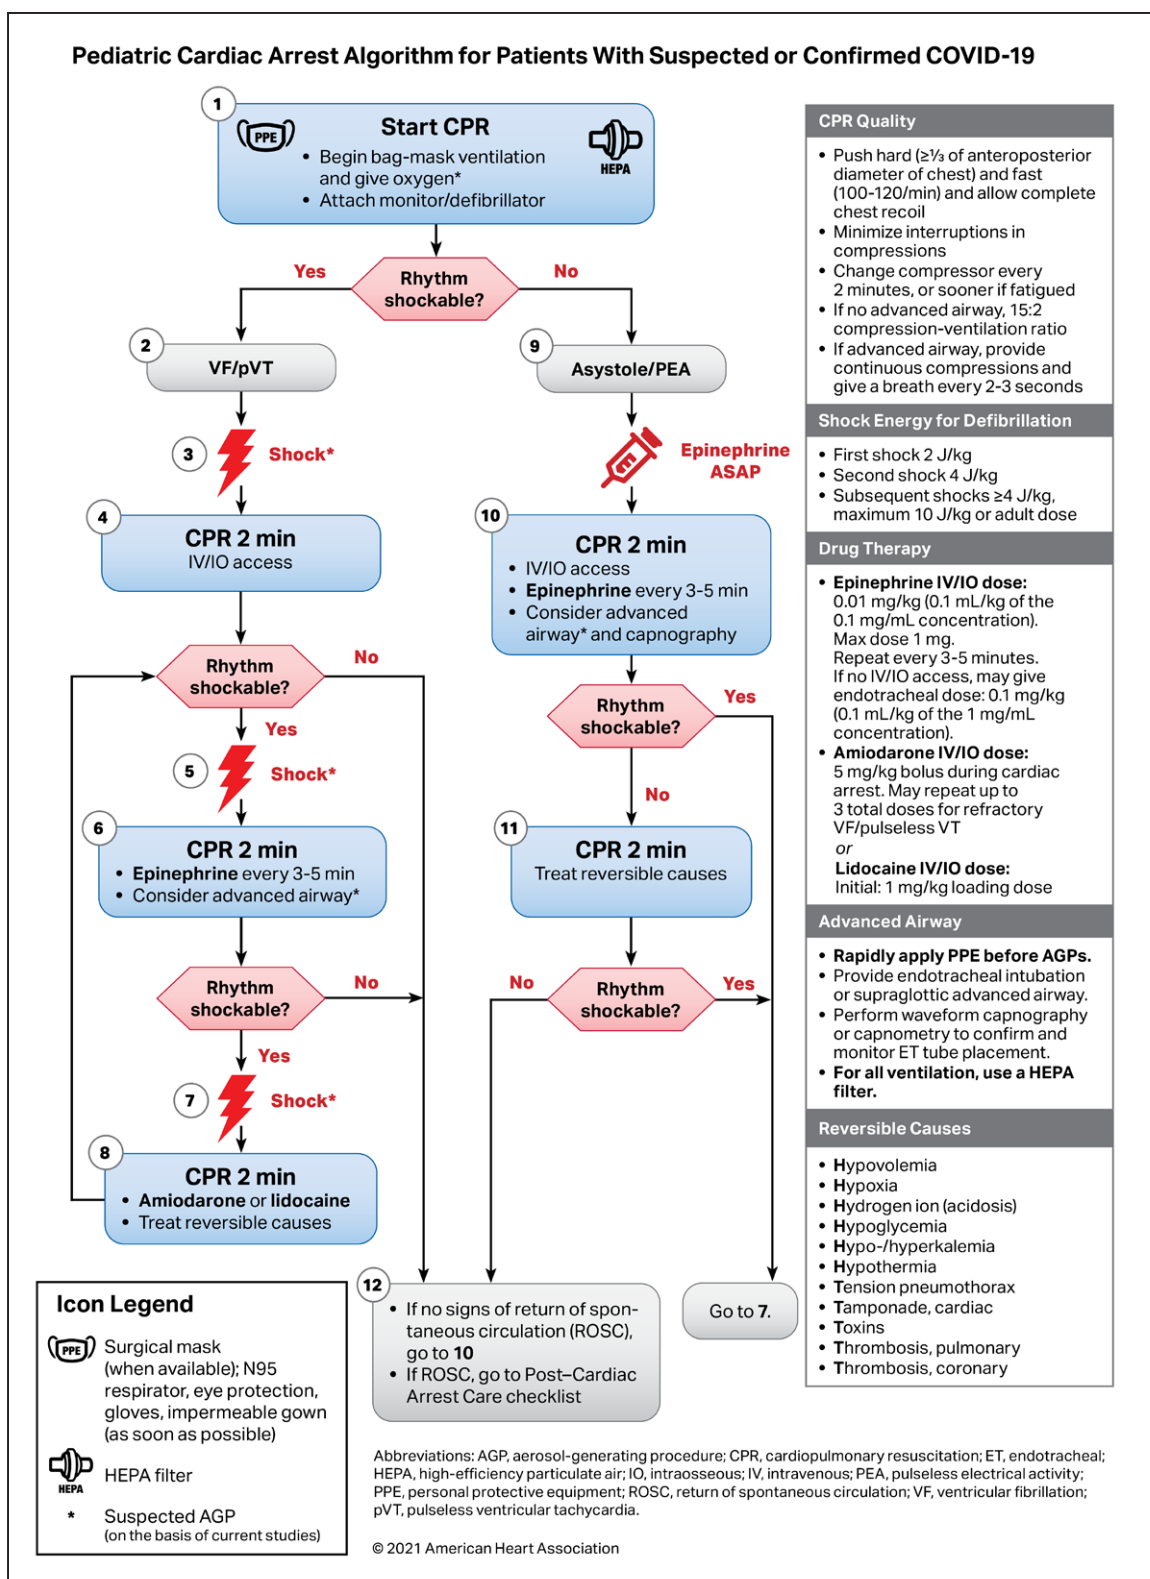 Pediatric Cardiac Arrest Algorithm for Patients With Suspected or Confirmed COVID-19
1
PPE
Start CPR
• Begin bag-mask ventilation
and give oxygen*
• Attach monitor/defibrillator
HEPA
Yes
Rhythm
shockable?
No
2
VF/pVT
9
Asystole/PEA
3
Shock*
Epinephrine
ASAP
4
CPR 2 min
IV/IO access
10
CPR 2 min
• IV/IO access
• Epinephrine every 3-5 min
• Consider advanced
airway* and capnography
Rhythm
shockable?
No
Yes
Rhythm
shockable?
Yes
No
5
Shock*
6
CPR 2 min
• Epinephrine every 3-5 min
• Consider advanced airway*
11
CPR 2 min
Treat reversible causes
Rhythm
shockable?
No
Yes
No
Rhythm
shockable?
Yes
7
Shock*
8
CPR 2 min
• Amiodarone or lidocaine
• Treat reversible causes
12
• If no signs of return of spon-
taneous circulation (ROSC),
go to 10
• If ROSC, go to Post–Cardiac
Arrest Care checklist
Go to 7.
CPR Quality
• Push hard (≥⅓ of anteroposterior
diameter of chest) and fast
(100-120/min) and allow complete
chest recoil
• Minimize interruptions in
compressions
• Change compressor every
2 minutes, or sooner if fatigued
• If no advanced airway, 15:2
compression-ventilation ratio
• If advanced airway, provide
continuous compressions and
give a breath every 2-3 seconds
Shock Energy for Defibrillation
• First shock 2 J/kg
• Second shock 4 J/kg
• Subsequent shocks ≥4 J/kg,
maximum 10 J/kg or adult dose
Drug Therapy
• Epinephrine IV/IO dose:
0.01 mg/kg (0.1 mL/kg of the
0.1 mg/mL concentration).
Max dose 1 mg.
Repeat every 3-5 minutes.
If no IV/IO access, may give
endotracheal dose: 0.1 mg/kg
(0.1 mL/kg of the 1 mg/mL
concentration).
• Amiodarone IV/IO dose:
5 mg/kg bolus during cardiac
arrest. May repeat up to
3 total doses for refractory
VF/pulseless VT
or
Lidocaine IV/IO dose:
Initial: 1 mg/kg loading dose
Advanced Airway
• Rapidly apply PPE before AGPs.
• Provide endotracheal intubation
or supraglottic advanced airway.
• Perform waveform capnography
or capnometry to confirm and
monitor ET tube placement.
• For all ventilation, use a HEPA
filter.
Reversible Causes
• Hypovolemia
• Hypoxia
• Hydrogen ion (acidosis)
• Hypoglycemia
• Hypo-/hyperkalemia
• Hypothermia
• Tension pneumothorax
• Tamponade, cardiac
• Toxins
• Thrombosis, pulmonary
• Thrombosis, coronary
Icon Legend
PPE
Surgical mask
(when available); N95
respirator, eye protection,
gloves, impermeable gown
(as soon as possible)
HEPA
HEPA filter
* Suspected AGP
(on the basis of current studies)
Abbreviations: AGP, aerosol-generating procedure; CPR, cardiopulmonary resuscitation; ET, endotracheal;
HEPA, high-efficiency particulate air; IO, intraosseous; IV, intravenous; PEA, pulseless electrical activity;
PPE, personal protective equipment; ROSC, return of spontaneous circulation; VF, ventricular fibrillation;
pVT, pulseless ventricular tachycardia.
© 2021 American Heart Association